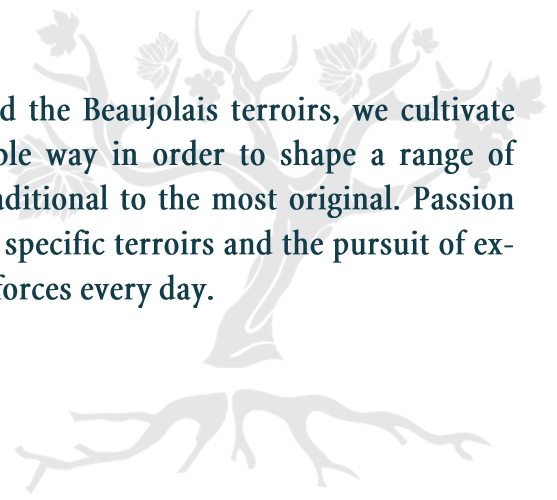 d the Beaujolais terroirs, we cultivate
ble way in order to shape a range of
aditional to the most original. Passion
specific terroirs and the pursuit of ex-
forces every day.